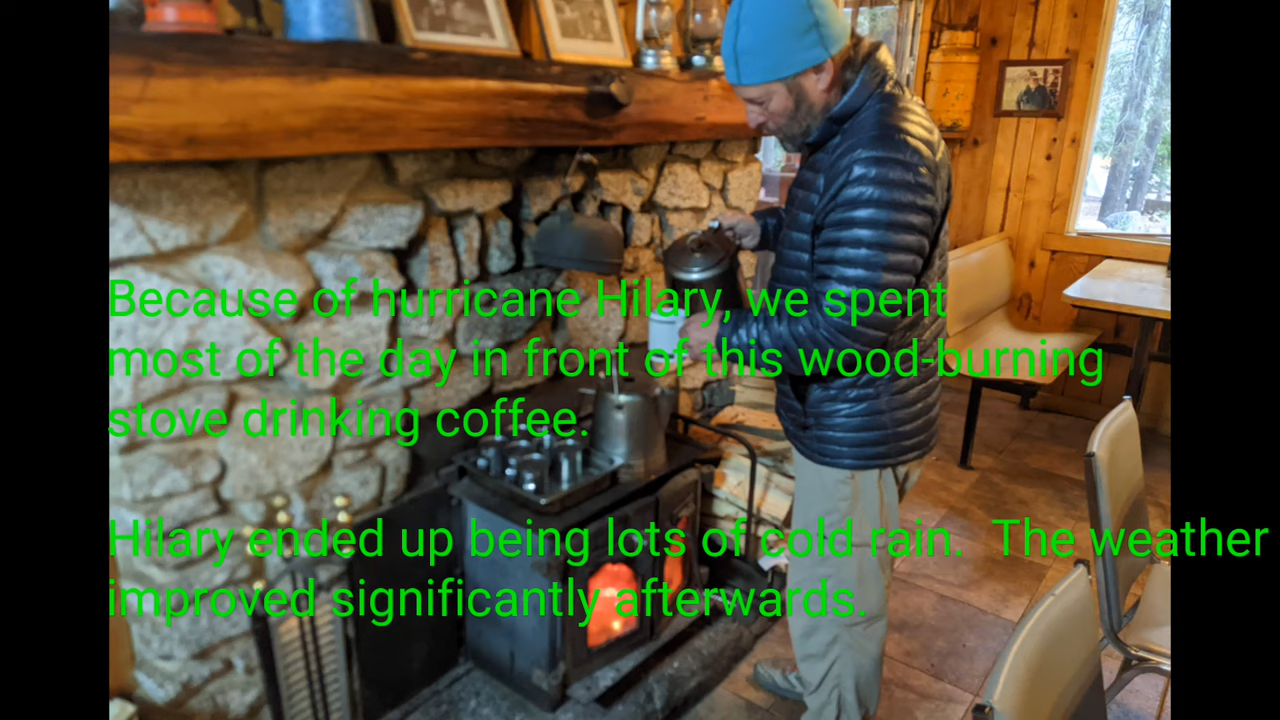 Because of hurricane Hilary, we spent
most of the day in front of this wood-burning
stove drinking coffee.
Hilary ended up being lots of cold rain.  The weather
improved significantly afterwards.